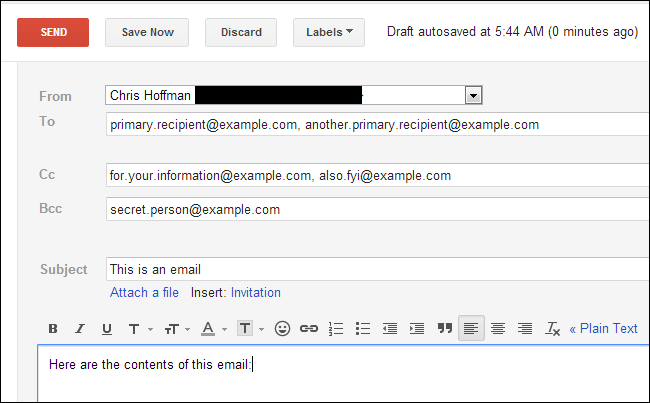 SEND Save Now Discard Labels Draft autosaved at 5:44 AM (0 minutes ago)
From Chris Hoffman
To primary.recipient@example.com, another.primary.recipient@example.com
Cc for.your.information@example.com, also.fyi@example.com
Bcc secret.person@example.com
Subject This is an email
Attach a file Insert: Invitation
B I U T TT A T Tx « Plain Text
Here are the contents of this email: